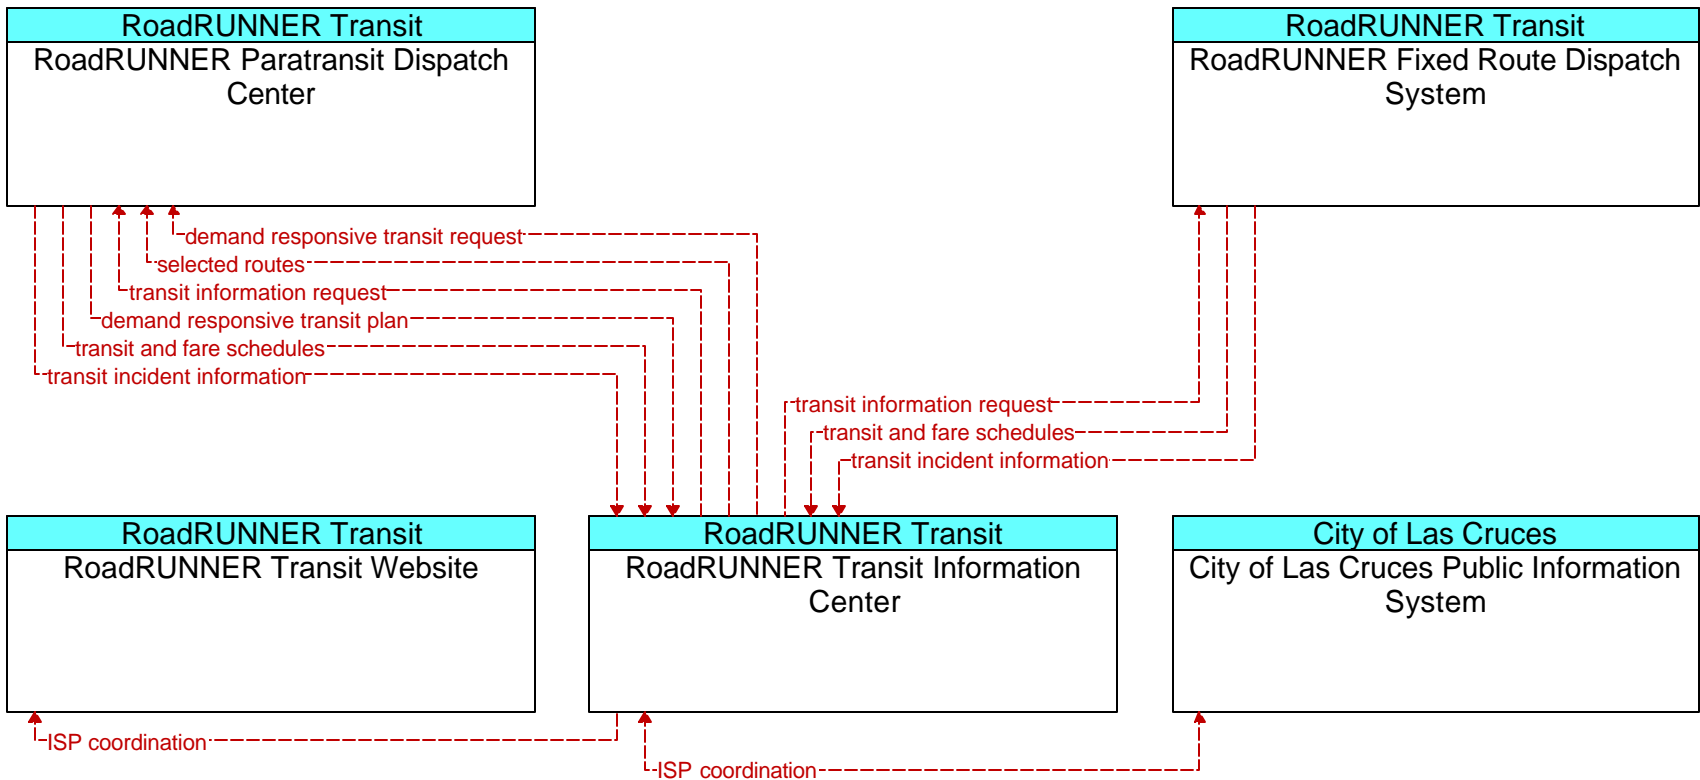 RoadRUNNER Transit
RoadRUNNER Paratransit Dispatch
Center
RoadRUNNER Transit
RoadRUNNER Fixed Route Dispatch
System
demand responsive transit request
selected routes
transit information request
demand responsive transit plan
transit and fare schedules
transit incident information
transit information request
transit and fare schedules
transit incident information
RoadRUNNER Transit
RoadRUNNER Transit Website
RoadRUNNER Transit
RoadRUNNER Transit Information
Center
City of Las Cruces
City of Las Cruces Public Information
System
ISP coordination
ISP coordination